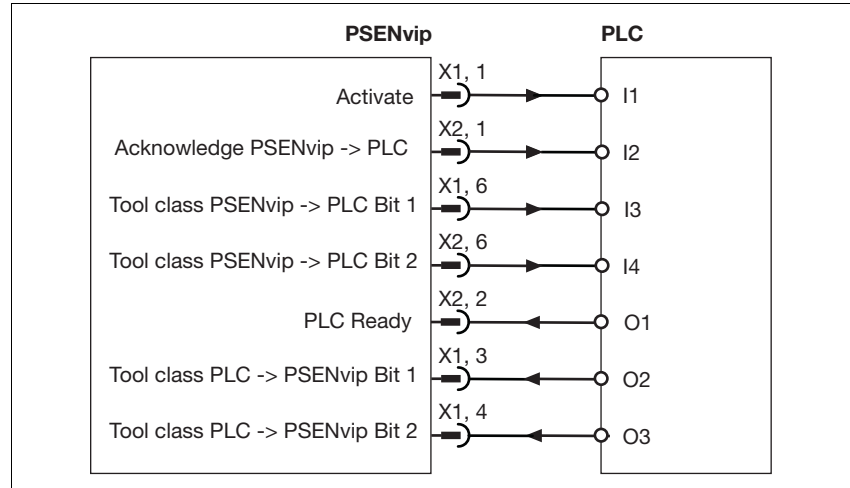 PSENvip PLC
X1, 1
Activate I1
X2, 1
Acknowledge PSENvip -> PLC I2
X1, 6
Tool class PSENvip -> PLC Bit 1 I3
X2, 6
Tool class PSENvip -> PLC Bit 2 I4
X2, 2
PLC Ready O1
X1, 3
Tool class PLC -> PSENvip Bit 1 O2
X1, 4
Tool class PLC -> PSENvip Bit 2 O3